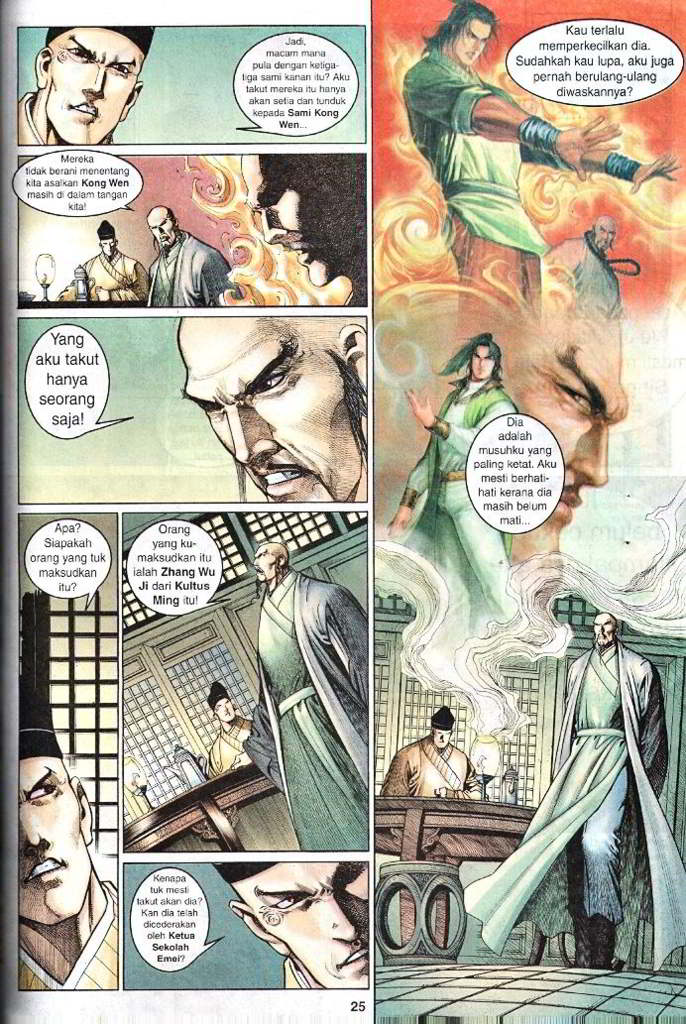 Jadi,
macam mana
pula dengan ketiga-
tiga sami kanan itu? Aku
takut mereka itu hanya
akan setia dan tunduk
kepada Sami Kong
Wen...
Mereka
tidak berani menentang
kita asalkan Kong Wen
masih di dalam tangan
kita!
Yang
aku takut
hanya
seorang
saja!
Apa?
Siapakah
orang yang tuk
maksudkan
itu?
Orang
yang ku-
maksudkan itu
ialah Zhang Wu
Ji dari Kultus
Ming itu!
Kenapa
tuk mesti
takut akan dia?
Kan dia telah
dicederakan
oleh Ketua
Sekolah
Emei?
25
Kau terlalu
memperkecilkan dia.
Sudahkah kau lupa, aku juga
pernah berulang-ulang
diwaskannya?
Dia
adalah
musuhku yang
paling ketat. Aku
mesti berhati-
hati kerana dia
masih belum
mati...